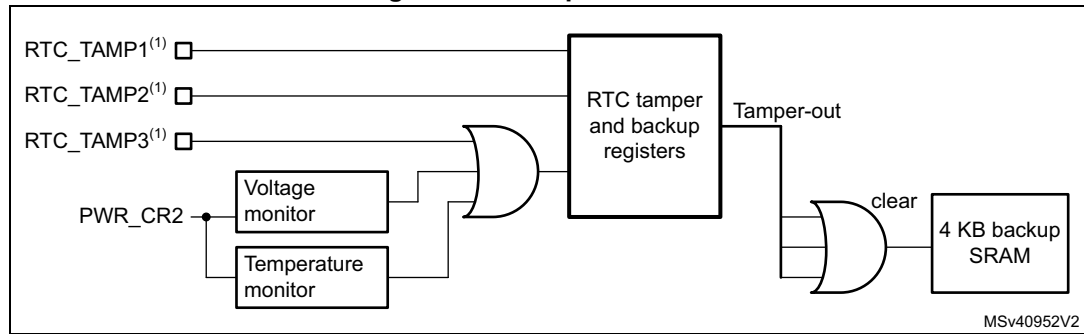 RTC_TAMP1(1)
RTC_TAMP2(1)
RTC_TAMP3(1)
RTC tamper
and backup
registers
Tamper-out
Voltage
monitor
PWR_CR2
Temperature
monitor
clear
4 KB backup
SRAM
MSv40952V2